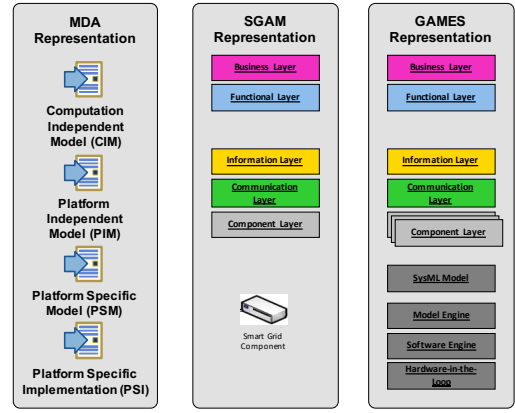 MDA
Representation
Computation
Independent
Model (CIM)
Platform
Independent
Model (PIM)
Platform Specific
Model (PSM)
Platform Specific
Implementation (PSI)
SGAM
Representation
Business Layer
Functional Layer
Information Layer
Communication
Layer
Component Layer
Smart Grid
Component
GAMES
Representation
Business Layer
Functional Layer
Information Layer
Communication
Layer
Component Layer
SysML Model
Model Engine
Software Engine
Hardware-in-the-
Loop